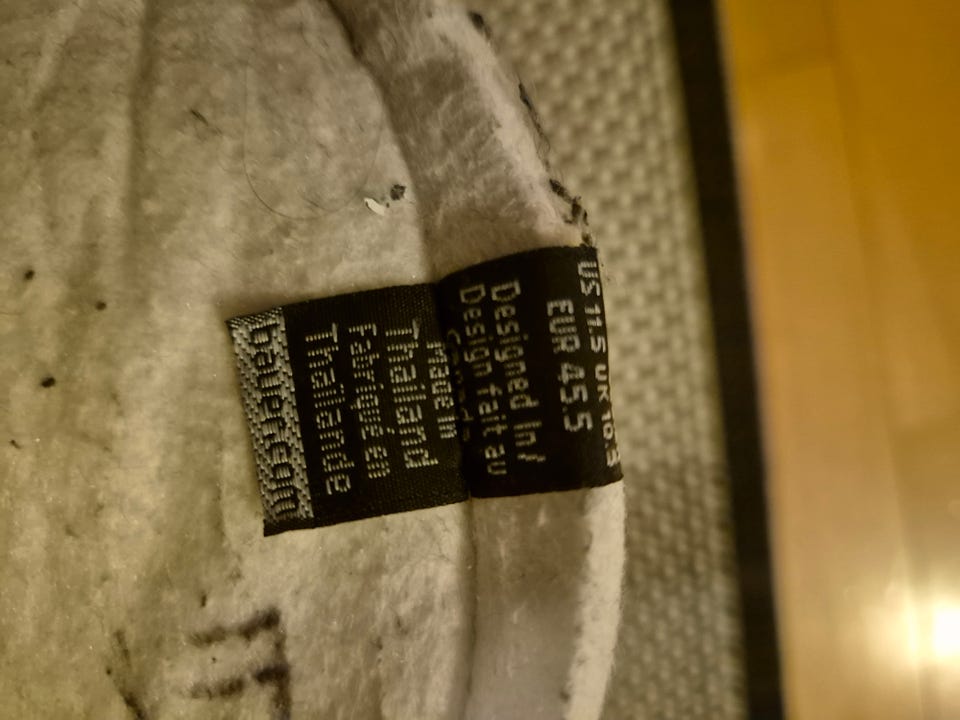 US 11.5 UK 10.5
EUR 45.5
Designed in/
Design fait au
Made in
Thailand
Fabriqué en
Thaïlande
bauer.com